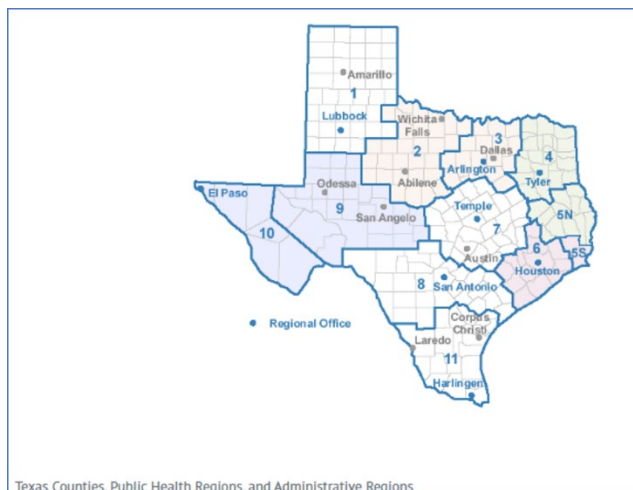 Amarillo
1
Lubbock
Wichita
Falls
2
Abilene
3
Dallas
Arlington
4
Tyler
El Paso
Odessa
9
San Angelo
10
Temple
7
Austin
5N
6
5S
Houston
8
San Antonio
Corpus
Christi
Laredo
11
Harlingen
Regional Office
Texas Counties, Public Health Regions, and Administrative Regions